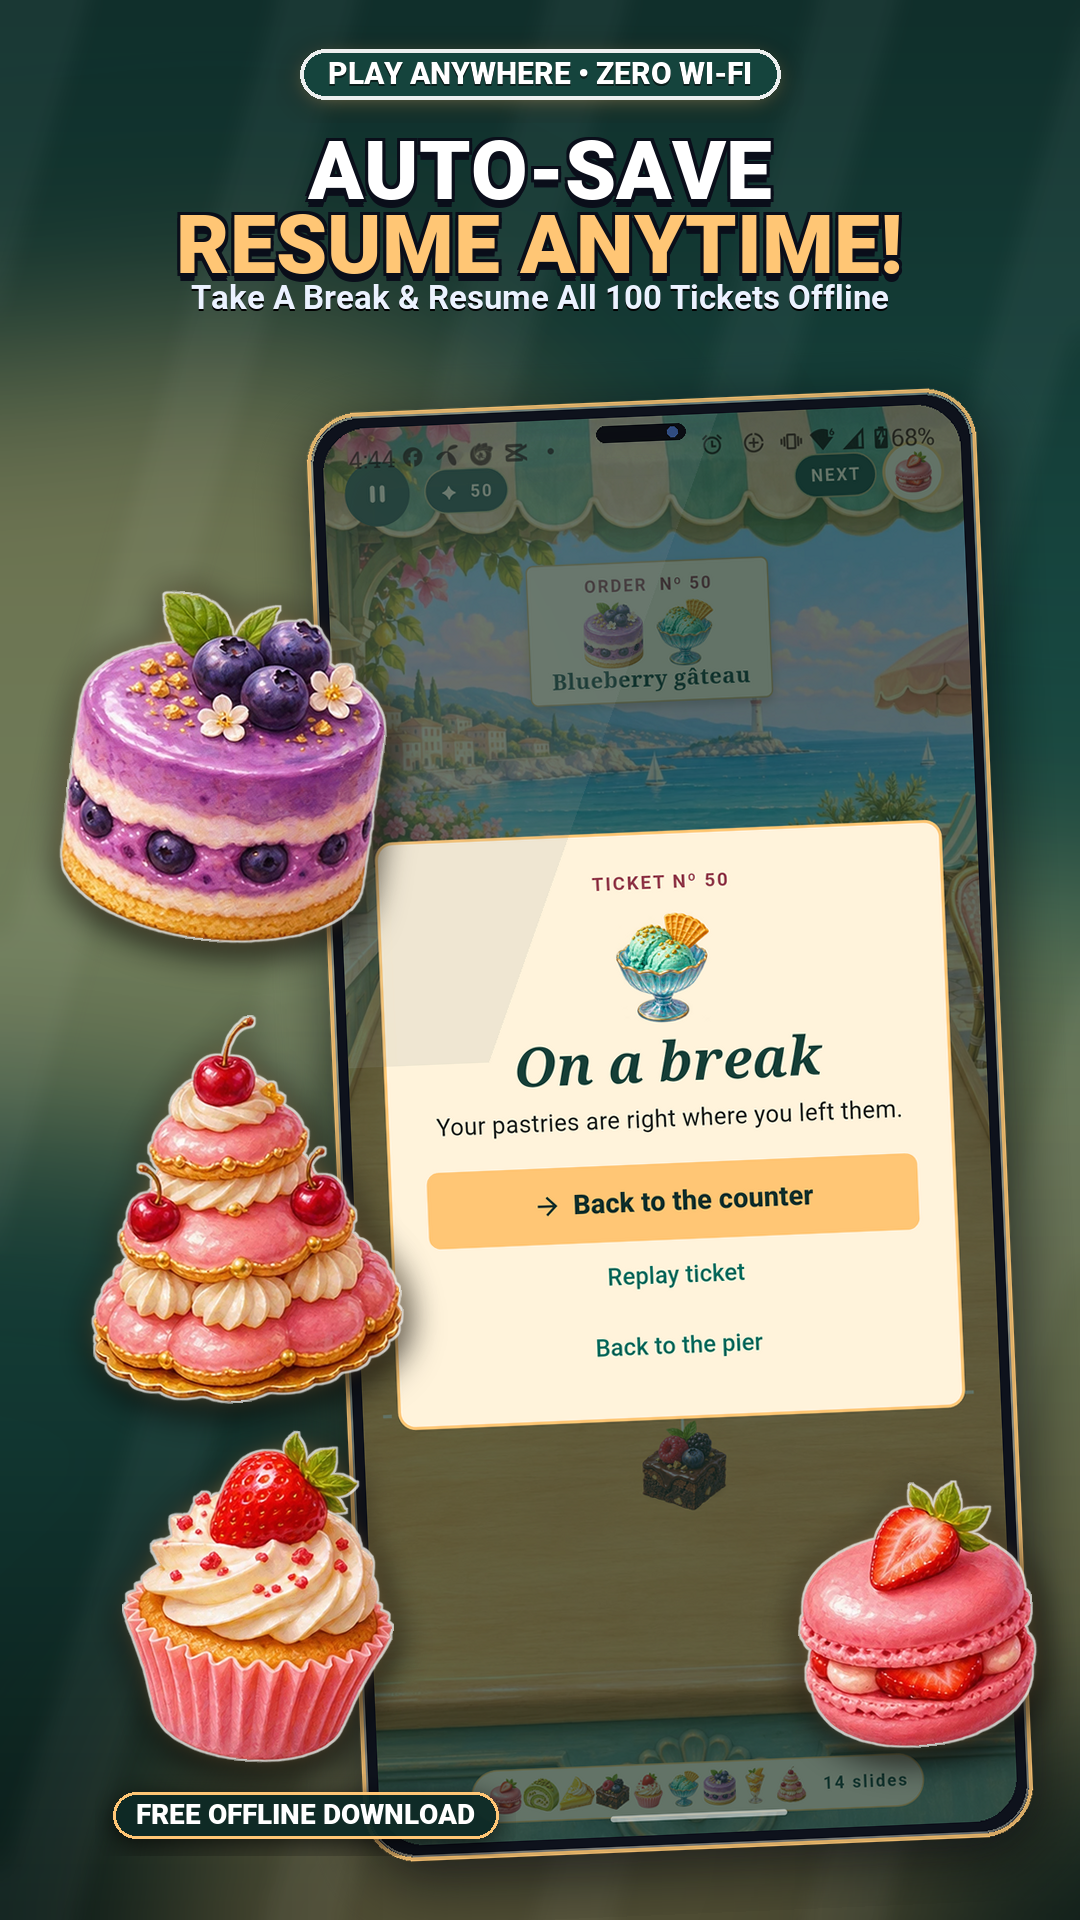 PLAY ANYWHERE • ZERO WI-FI
AUTO-SAVE
RESUME ANYTIME!
Take A Break & Resume All 100 Tickets Offline
4:44
68%
50
NEXT
ORDER Nº 50
Blueberry gâteau
TICKET Nº 50
On a break
Your pastries are right where you left them.
→ Back to the counter
Replay ticket
Back to the pier
14 slides
FREE OFFLINE DOWNLOAD